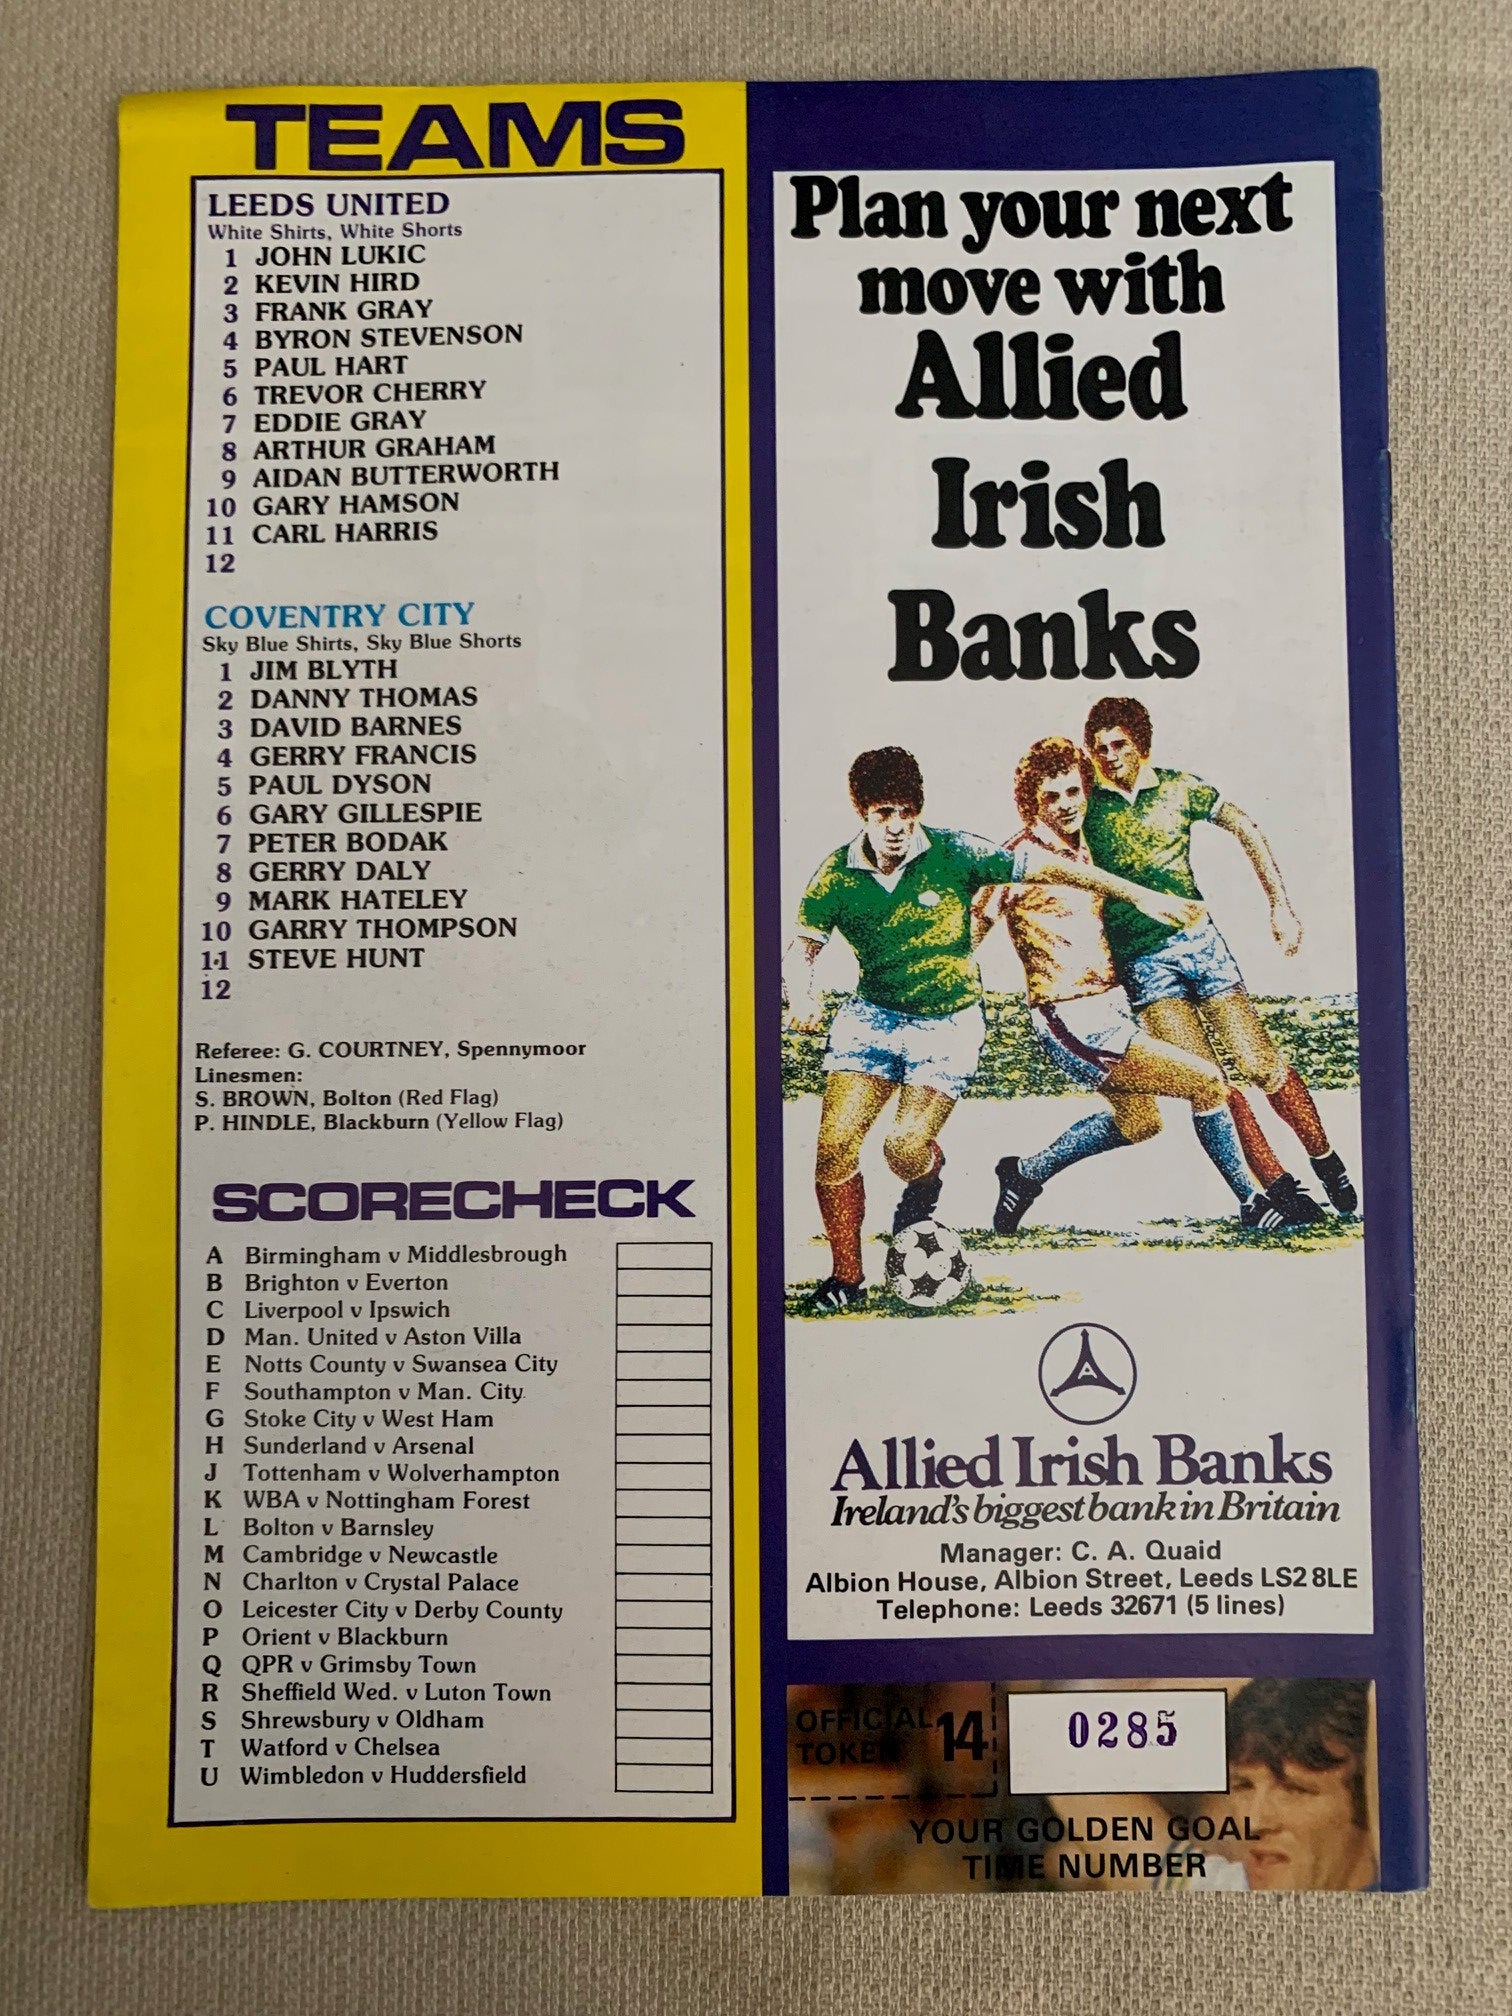 TEAMS
LEEDS UNITED
White Shirts, White Shorts
1 JOHN LUKIC
2 KEVIN HIRD
3 FRANK GRAY
4 BYRON STEVENSON
5 PAUL HART
6 TREVOR CHERRY
7 EDDIE GRAY
8 ARTHUR GRAHAM
9 AIDAN BUTTERWORTH
10 GARY HAMSON
11 CARL HARRIS
12
COVENTRY CITY
Sky Blue Shirts, Sky Blue Shorts
1 JIM BLYTH
2 DANNY THOMAS
3 DAVID BARNES
4 GERRY FRANCIS
5 PAUL DYSON
6 GARY GILLESPIE
7 PETER BODAK
8 GERRY DALY
9 MARK HATELEY
10 GARRY THOMPSON
11 STEVE HUNT
12
Referee: G. COURTNEY, Spennymoor
Linesmen:
S. BROWN, Bolton (Red Flag)
P. HINDLE, Blackburn (Yellow Flag)
SCORECHECK
A Birmingham v Middlesbrough
B Brighton v Everton
C Liverpool v Ipswich
D Man. United v Aston Villa
E Notts County v Swansea City
F Southampton v Man. City
G Stoke City v West Ham
H Sunderland v Arsenal
J Tottenham v Wolverhampton
K WBA v Nottingham Forest
L Bolton v Barnsley
M Cambridge v Newcastle
N Charlton v Crystal Palace
O Leicester City v Derby County
P Orient v Blackburn
Q QPR v Grimsby Town
R Sheffield Wed. v Luton Town
S Shrewsbury v Oldham
T Watford v Chelsea
U Wimbledon v Huddersfield
Plan your next
move with
Allied
Irish
Banks
A
Allied Irish Banks
Ireland's biggest bank in Britain
Manager: C. A. Quaid
Albion House, Albion Street, Leeds LS2 8LE
Telephone: Leeds 32671 (5 lines)
OFFICIAL
TOKEN 14
0285
YOUR GOLDEN GOAL
TIME NUMBER